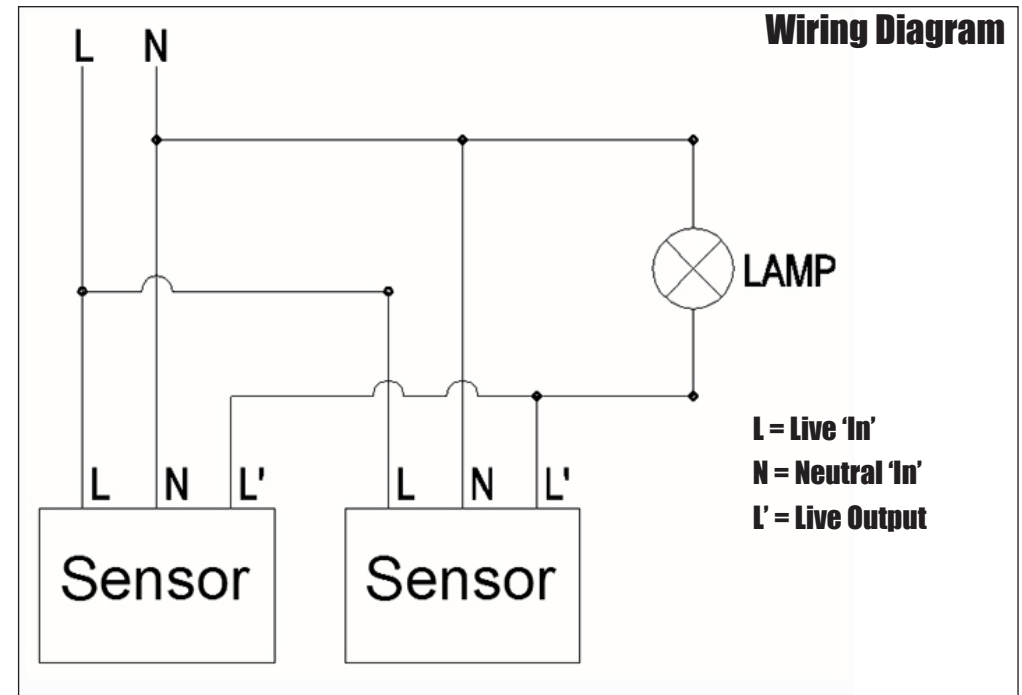 Wiring Diagram
L N
LAMP
L = Live ‘In’
N = Neutral ‘In’
L’ = Live Output
L N L' L N L'
Sensor Sensor